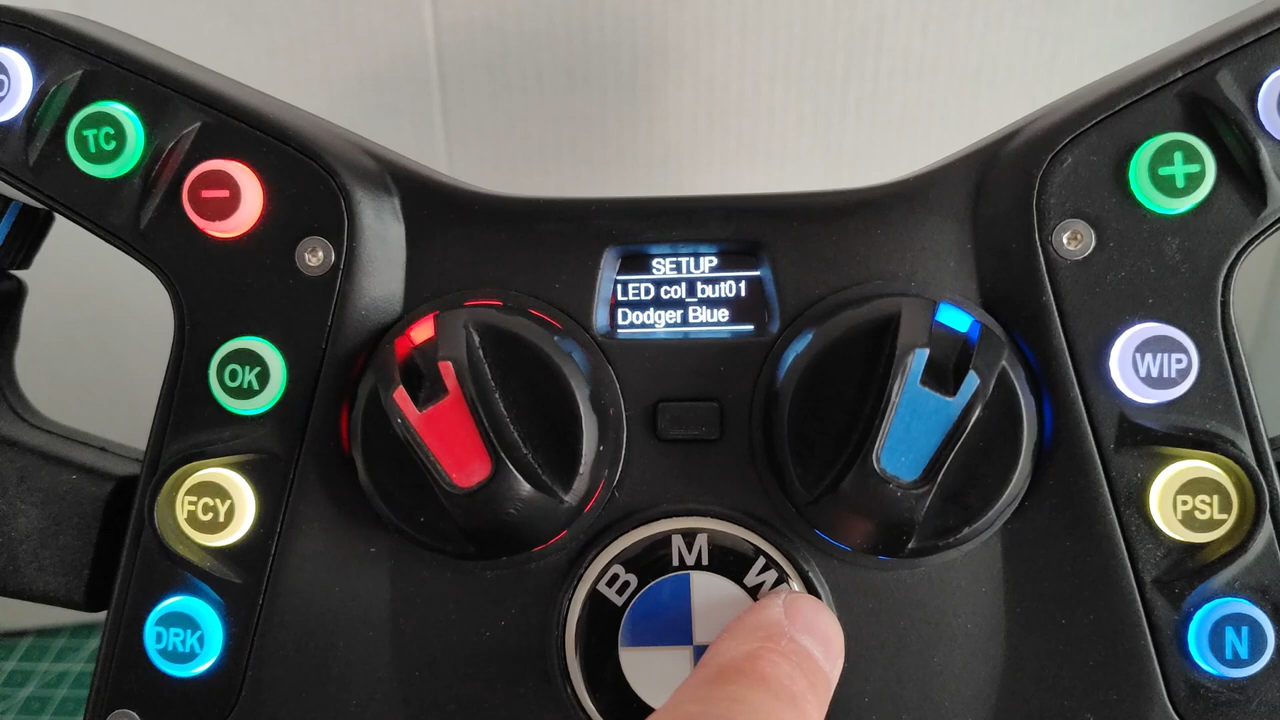 TC
-
+
SETUP
LED col_but01
Dodger Blue
OK
WIP
FCY
PSL
BMW
DRK
N